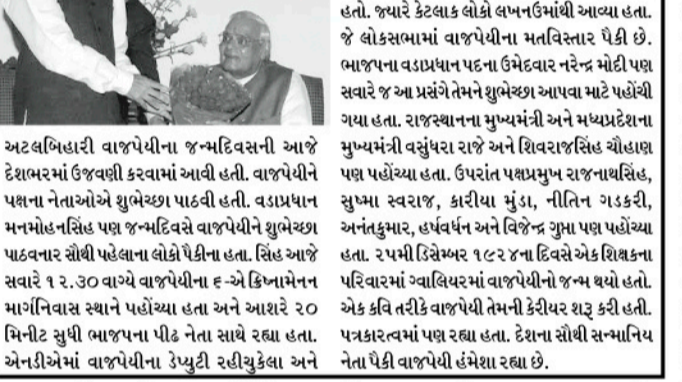 અટલબિહારી વાજપેયીના જન્મદિવસની આજે
દેશભરમાં ઉજવણી કરવામાં આવી હતી. વાજપેયીને
પક્ષના નેતાઓએ શુભેચ્છા પાઠવી હતી. વડાપ્રધાન
મનમોહનસિંહ પણ જન્મદિવસે વાજપેયીને શુભેચ્છા
પાઠવનાર સૌથી પહેલાના લોકો પૈકીના હતા. સિંહ આજે
સવારે ૧૨.૩૦ વાગ્યે વાજપેયીના ૬-એ ક્રિષ્નામેનન
માર્ગનિવાસ સ્થાને પહોંચ્યા હતા અને આશરે ૨૦
મિનીટ સુધી ભાજપના પીઢ નેતા સાથે રહ્યા હતા.
એનડીએમાં વાજપેયીના ડેપ્યુટી રહીચુકેલા અને
હતો. જ્યારે કેટલાક લોકો લખનઉમાંથી આવ્યા હતા.
જે લોકસભામાં વાજપેયીના મતવિસ્તાર પૈકી છે.
ભાજપના વડાપ્રધાન પદના ઉમેદવાર નરેન્દ્ર મોદી પણ
સવારે જ આ પ્રસંગે તેમને શુભેચ્છા આપવા માટે પહોંચી
ગયા હતા. રાજસ્થાનના મુખ્યમંત્રી અને મધ્યપ્રદેશના
મુખ્યમંત્રી વસુંધરા રાજે અને શિવરાજસિંહ ચૌહાણ
પણ પહોંચ્યા હતા. ઉપરાંત પક્ષપ્રમુખ રાજનાથસિંહ,
સુષ્મા સ્વરાજ, કારીયા મુંડા, નીતિન ગડકરી,
અનંતકુમાર, હર્ષવર્ધન અને વિજેન્દ્ર ગુપ્તા પણ પહોંચ્યા
હતા. ૨૫મી ડિસેમ્બર ૧૯૨૪ના દિવસે એક શિક્ષકના
પરિવારમાં ગ્વાલિયરમાં વાજપેયીનો જન્મ થયો હતો.
એક કવિ તરીકે વાજપેયી તેમની કેરીયર શરૂ કરી હતી.
પત્રકારત્વમાં પણ રહ્યા હતા. દેશના સૌથી સન્માનિય
નેતા પૈકી વાજપેયી હંમેશા રહ્યા છે.